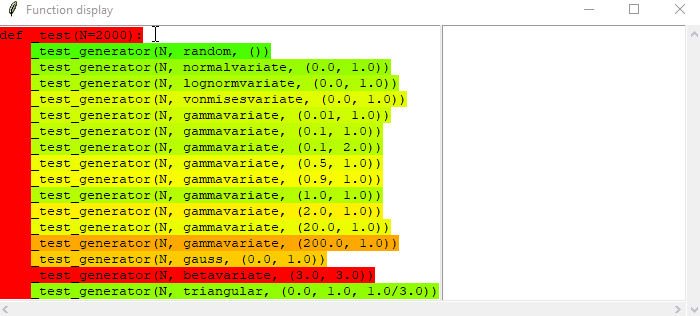 Function display
def _test(N=2000):
    _test_generator(N, random, ())
    _test_generator(N, normalvariate, (0.0, 1.0))
    _test_generator(N, lognormvariate, (0.0, 1.0))
    _test_generator(N, vonmisesvariate, (0.0, 1.0))
    _test_generator(N, gammavariate, (0.01, 1.0))
    _test_generator(N, gammavariate, (0.1, 1.0))
    _test_generator(N, gammavariate, (0.1, 2.0))
    _test_generator(N, gammavariate, (0.5, 1.0))
    _test_generator(N, gammavariate, (0.9, 1.0))
    _test_generator(N, gammavariate, (1.0, 1.0))
    _test_generator(N, gammavariate, (2.0, 1.0))
    _test_generator(N, gammavariate, (20.0, 1.0))
    _test_generator(N, gammavariate, (200.0, 1.0))
    _test_generator(N, gauss, (0.0, 1.0))
    _test_generator(N, betavariate, (3.0, 3.0))
    _test_generator(N, triangular, (0.0, 1.0, 1.0/3.0))